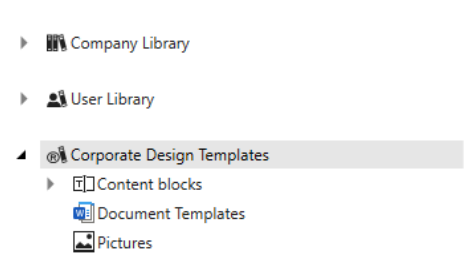 Company Library
User Library
Corporate Design Templates
Content blocks
Document Templates
Pictures